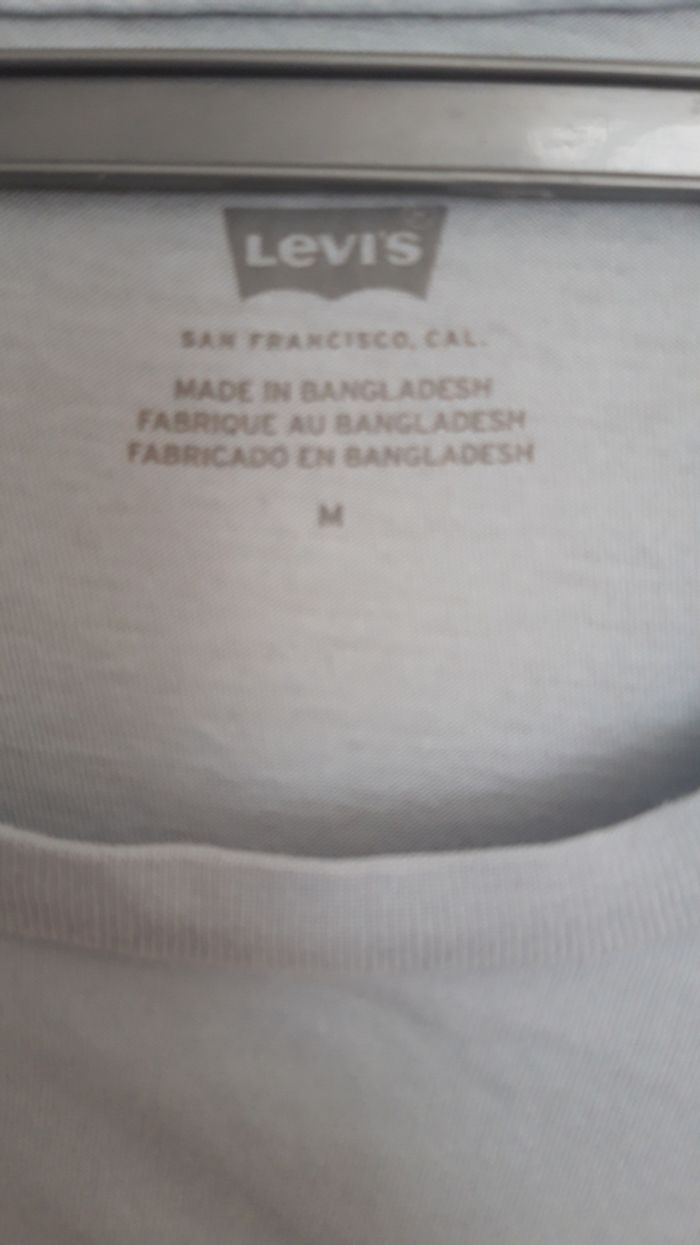 Levi's
SAN FRANCISCO, CAL.
MADE IN BANGLADESH
FABRIQUE AU BANGLADESH
FABRICADO EN BANGLADESH
M